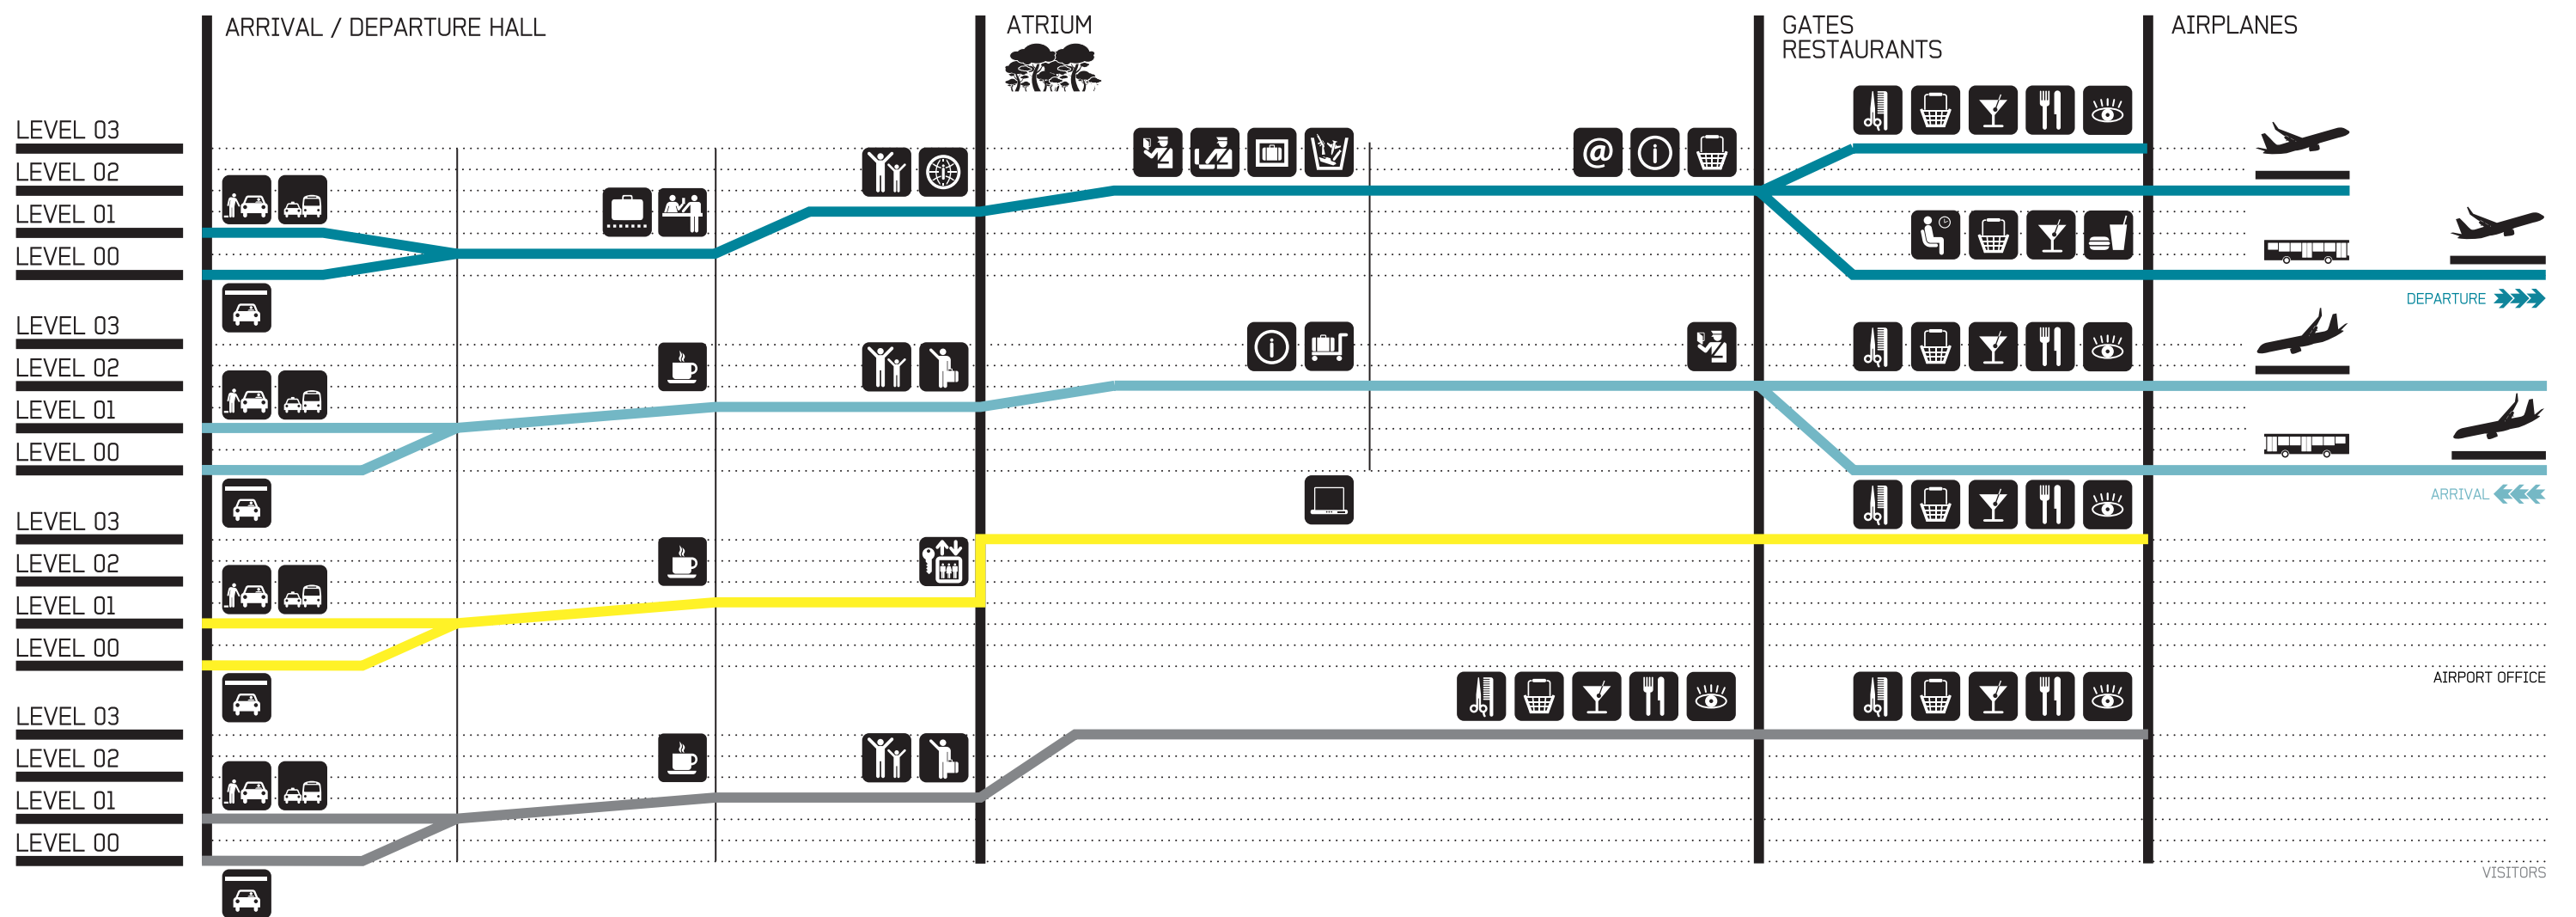 ARRIVAL / DEPARTURE HALL
ATRIUM
GATES
RESTAURANTS
AIRPLANES
LEVEL 03
LEVEL 02
LEVEL 01
LEVEL 00
@
i
i
DEPARTURE
LEVEL 03
LEVEL 02
LEVEL 01
LEVEL 00
i
ARRIVAL
LEVEL 03
LEVEL 02
LEVEL 01
LEVEL 00
AIRPORT OFFICE
LEVEL 03
LEVEL 02
LEVEL 01
LEVEL 00
VISITORS